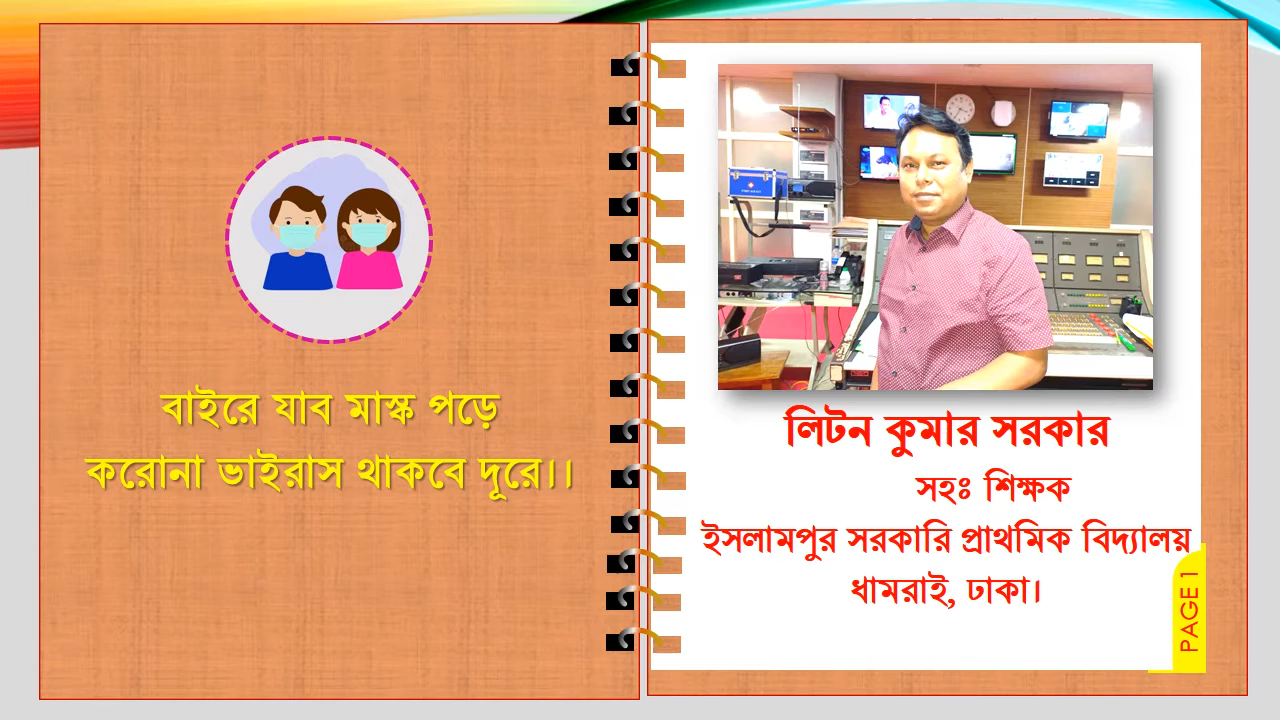 বাইরে যাব মাস্ক পড়ে
করোনা ভাইরাস থাকবে দূরে।।
লিটন কুমার সরকার
সহঃ শিক্ষক
ইসলামপুর সরকারি প্রাথমিক বিদ্যালয়
ধামরাই, ঢাকা।
PAGE 1